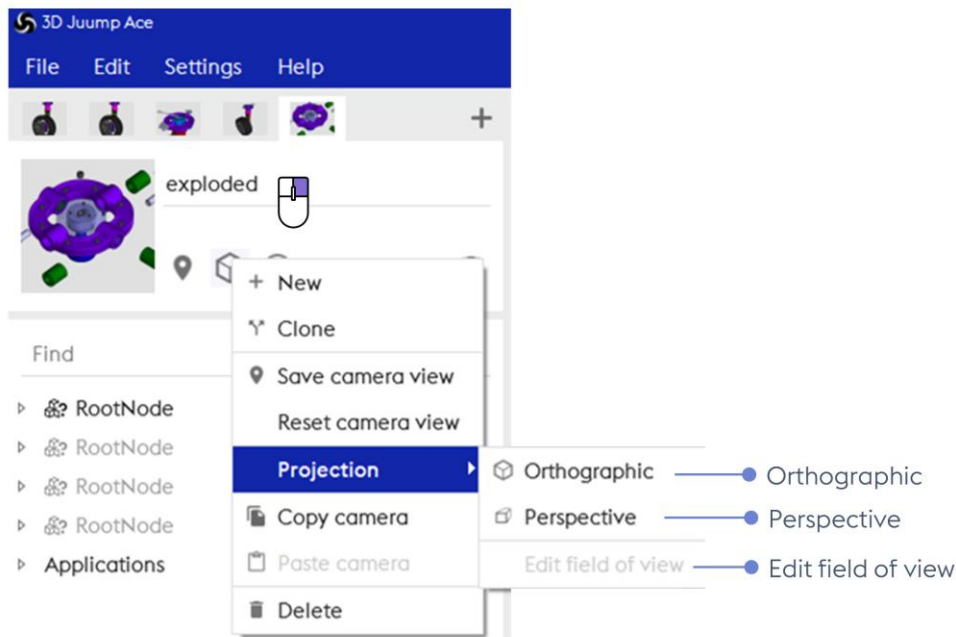 3D Juump Ace
File Edit Settings Help
exploded
New
Clone
Find
Save camera view
RootNode
Reset camera view
RootNode
Projection
Orthographic
Orthographic
RootNode
Copy camera
Perspective
Perspective
RootNode
Applications
Paste camera
Edit field of view
Edit field of view
Delete